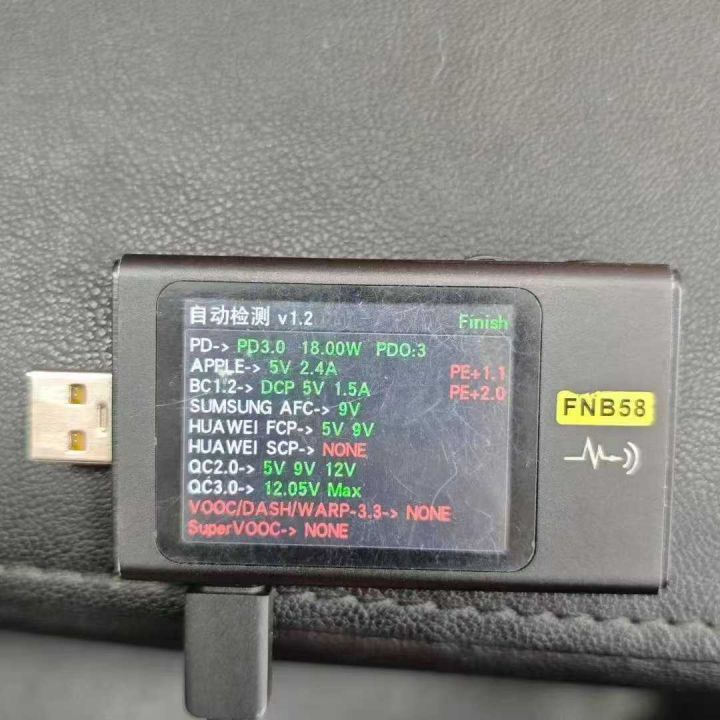 自动检测 v1.2 Finish
PD-> PD3.0 18.00W PDO:3
APPLE-> 5V 2.4A PE+1.1
BC1.2-> DCP 5V 1.5A PE+2.0
SUMSUNG AFC-> 9V
HUAWEI FCP-> 5V 9V
HUAWEI SCP-> NONE
QC2.0-> 5V 9V 12V
QC3.0-> 12.05V Max
VOOC/DASH/WARP-3.3-> NONE
SuperVOOC-> NONE
FNB58